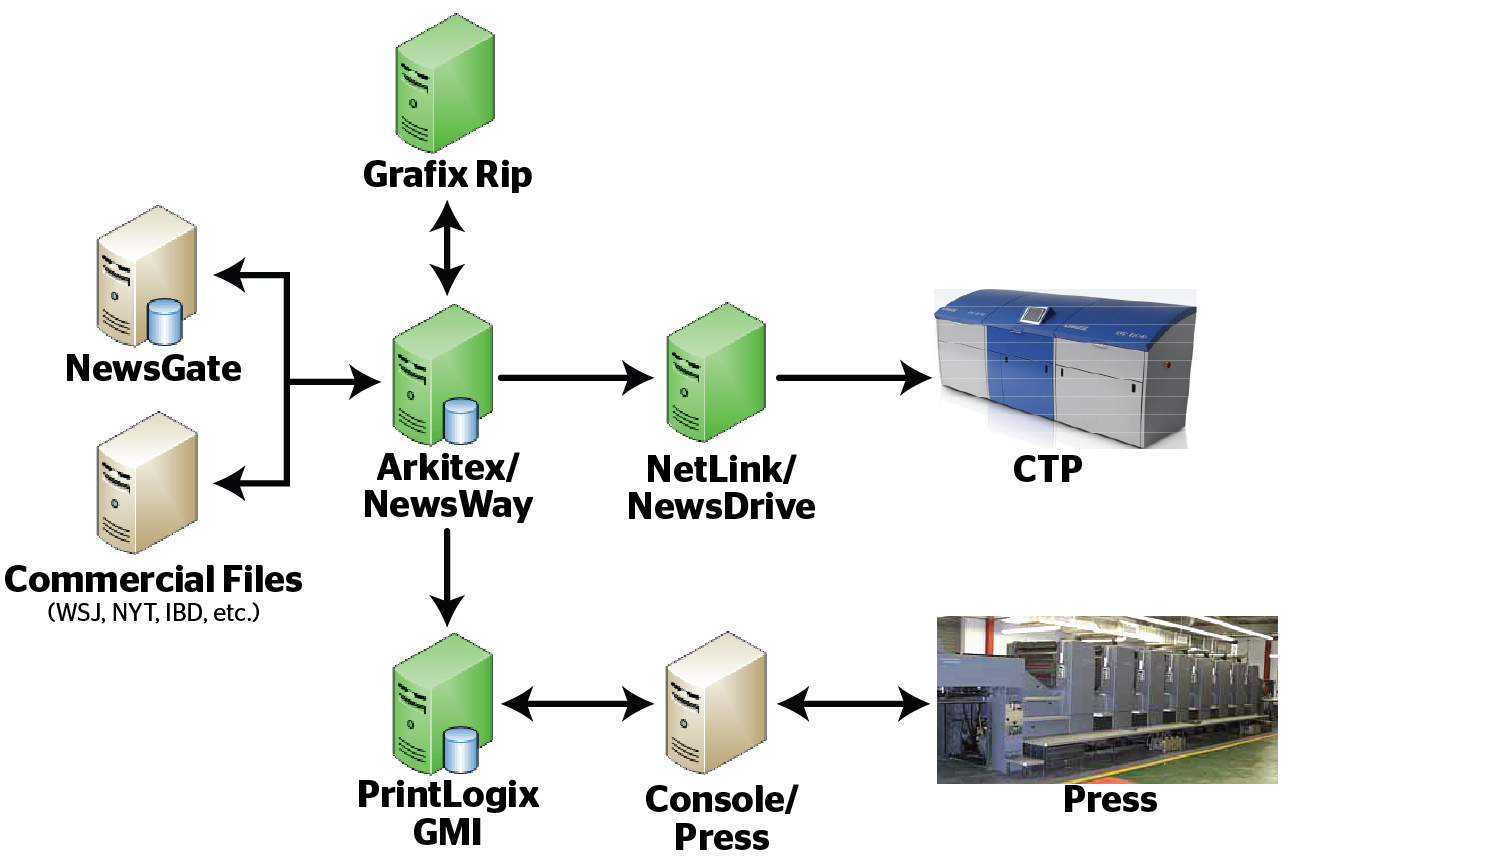 Grafix Rip
NewsGate
Arkitex/
NewsWay
NetLink/
NewsDrive
CTP
Commercial Files
(WSJ, NYT, IBD, etc.)
PrintLogix
GMI
Console/
Press
Press